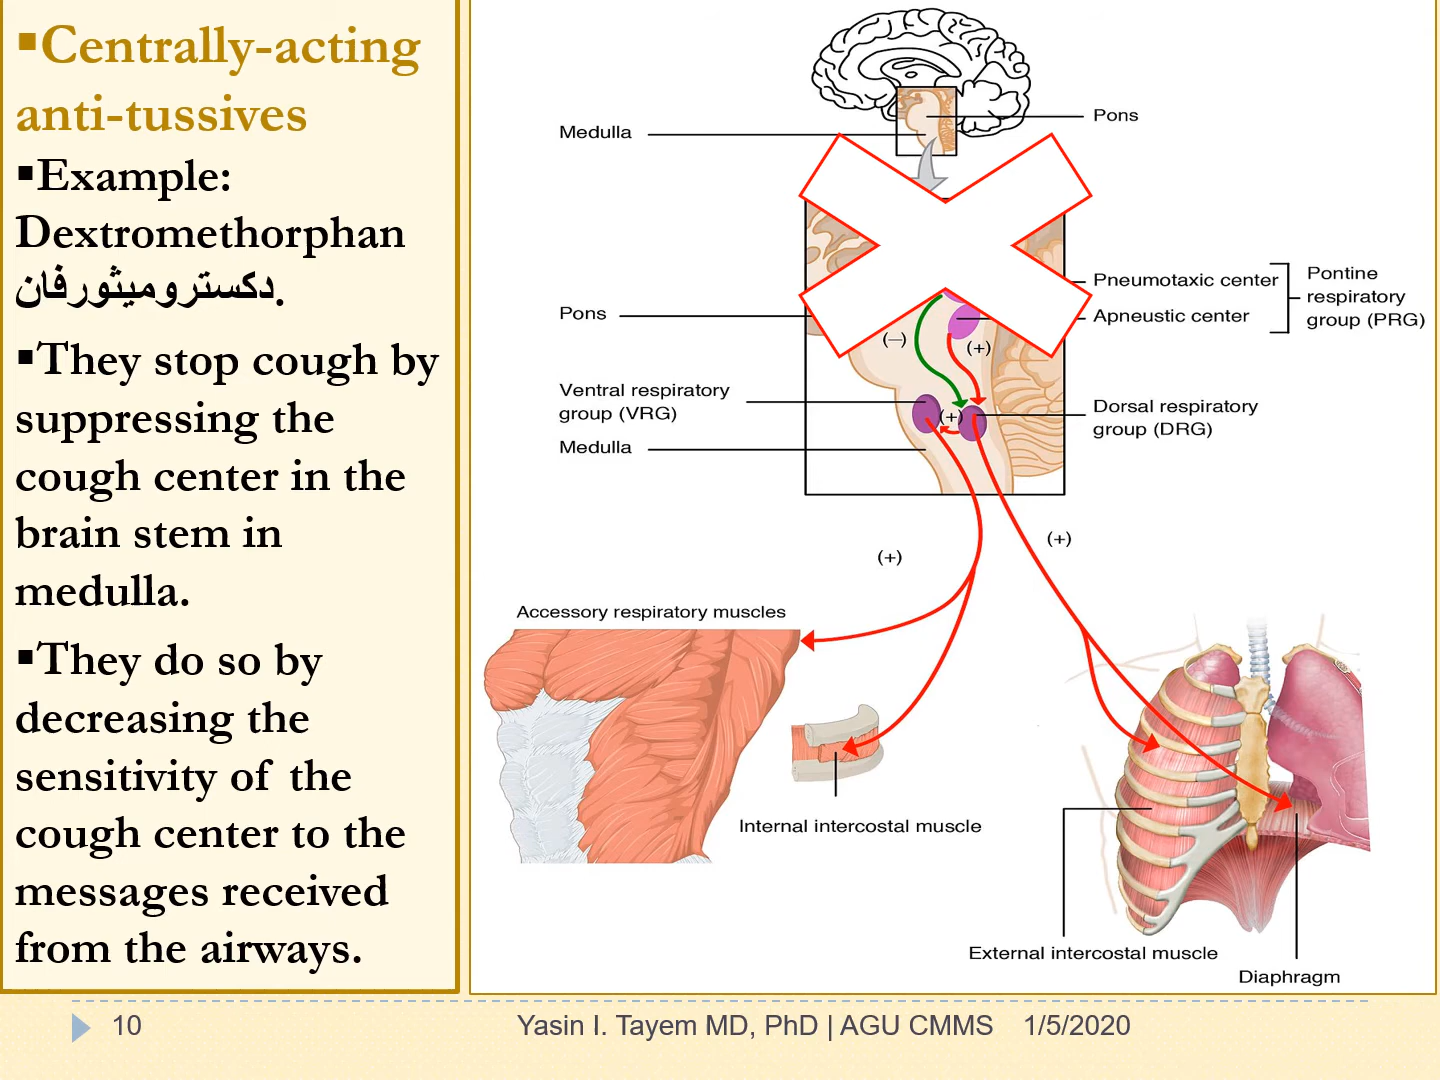 ▪Centrally-acting
anti-tussives
▪Example:
Dextromethorphan
دكستروميثورفان.
▪They stop cough by
suppressing the
cough center in the
brain stem in
medulla.
▪They do so by
decreasing the
sensitivity of the
cough center to the
messages received
from the airways.
Medulla
Pons
Pneumotaxic center
Apneustic center
Pontine
respiratory
group (PRG)
Pons
(–)
(+)
Ventral respiratory
group (VRG)
(+)
Dorsal respiratory
group (DRG)
Medulla
(+)
(+)
Accessory respiratory muscles
Internal intercostal muscle
External intercostal muscle
Diaphragm
10
Yasin I. Tayem MD, PhD | AGU CMMS 1/5/2020